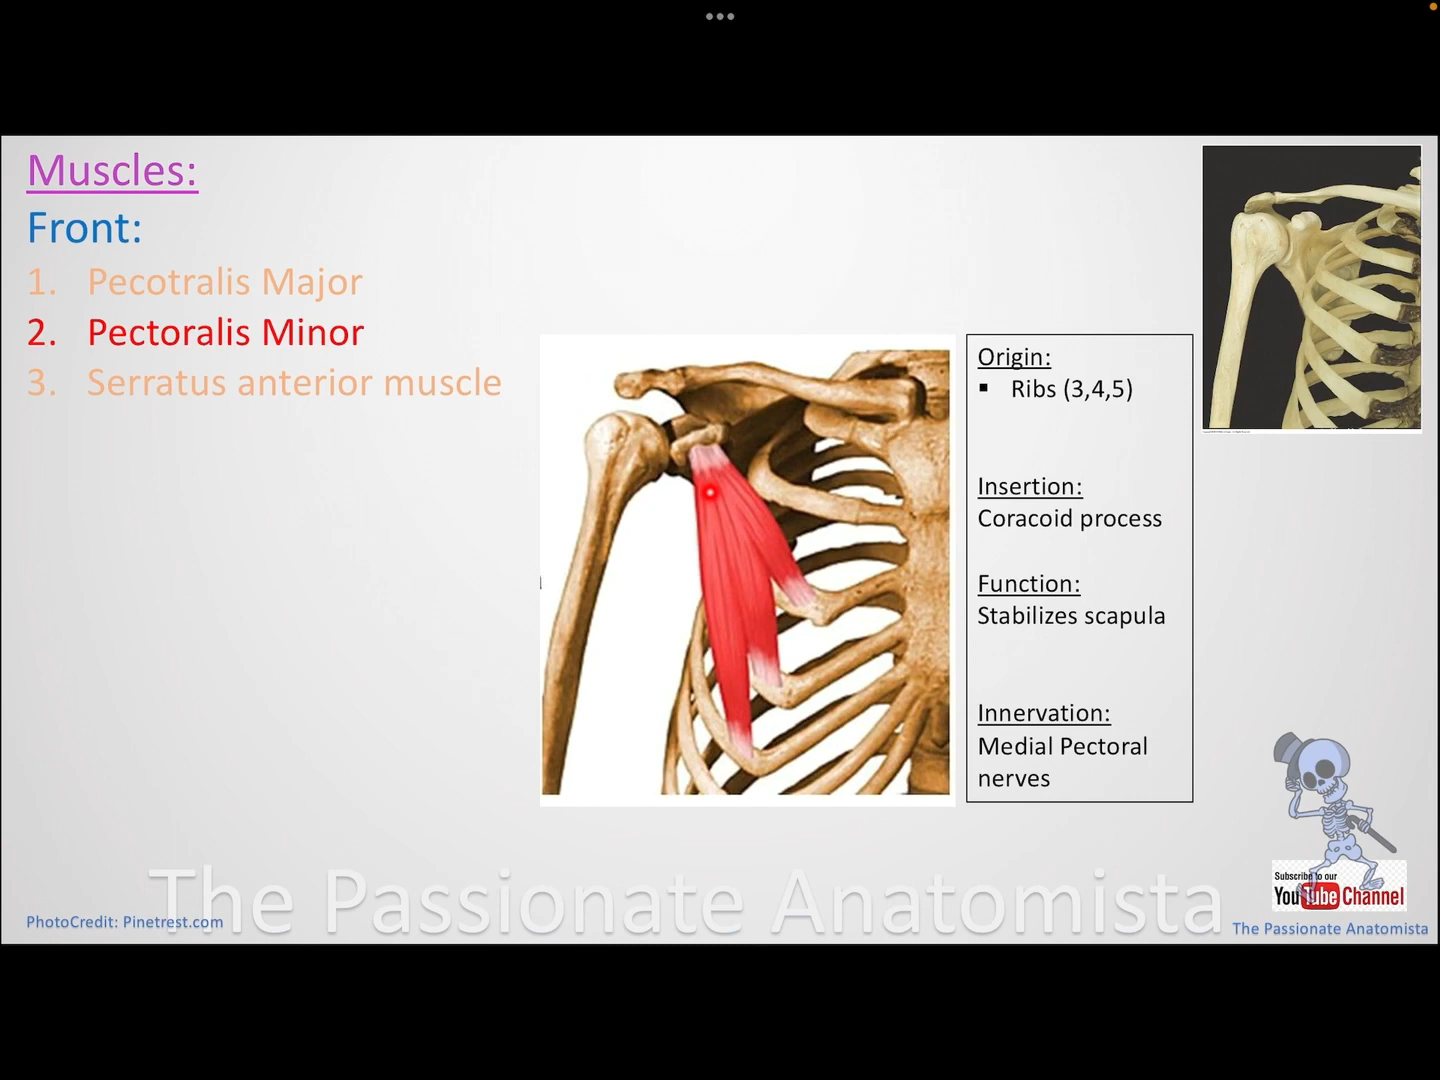 Muscles:
Front:
1. Pecotralis Major
2. Pectoralis Minor
3. Serratus anterior muscle
Origin:
▪ Ribs (3,4,5)
Insertion:
Coracoid process
Function:
Stabilizes scapula
Innervation:
Medial Pectoral
nerves
The Passionate Anatomista
PhotoCredit: Pinetrest.com
Subscribe to our
YouTube Channel
The Passionate Anatomista